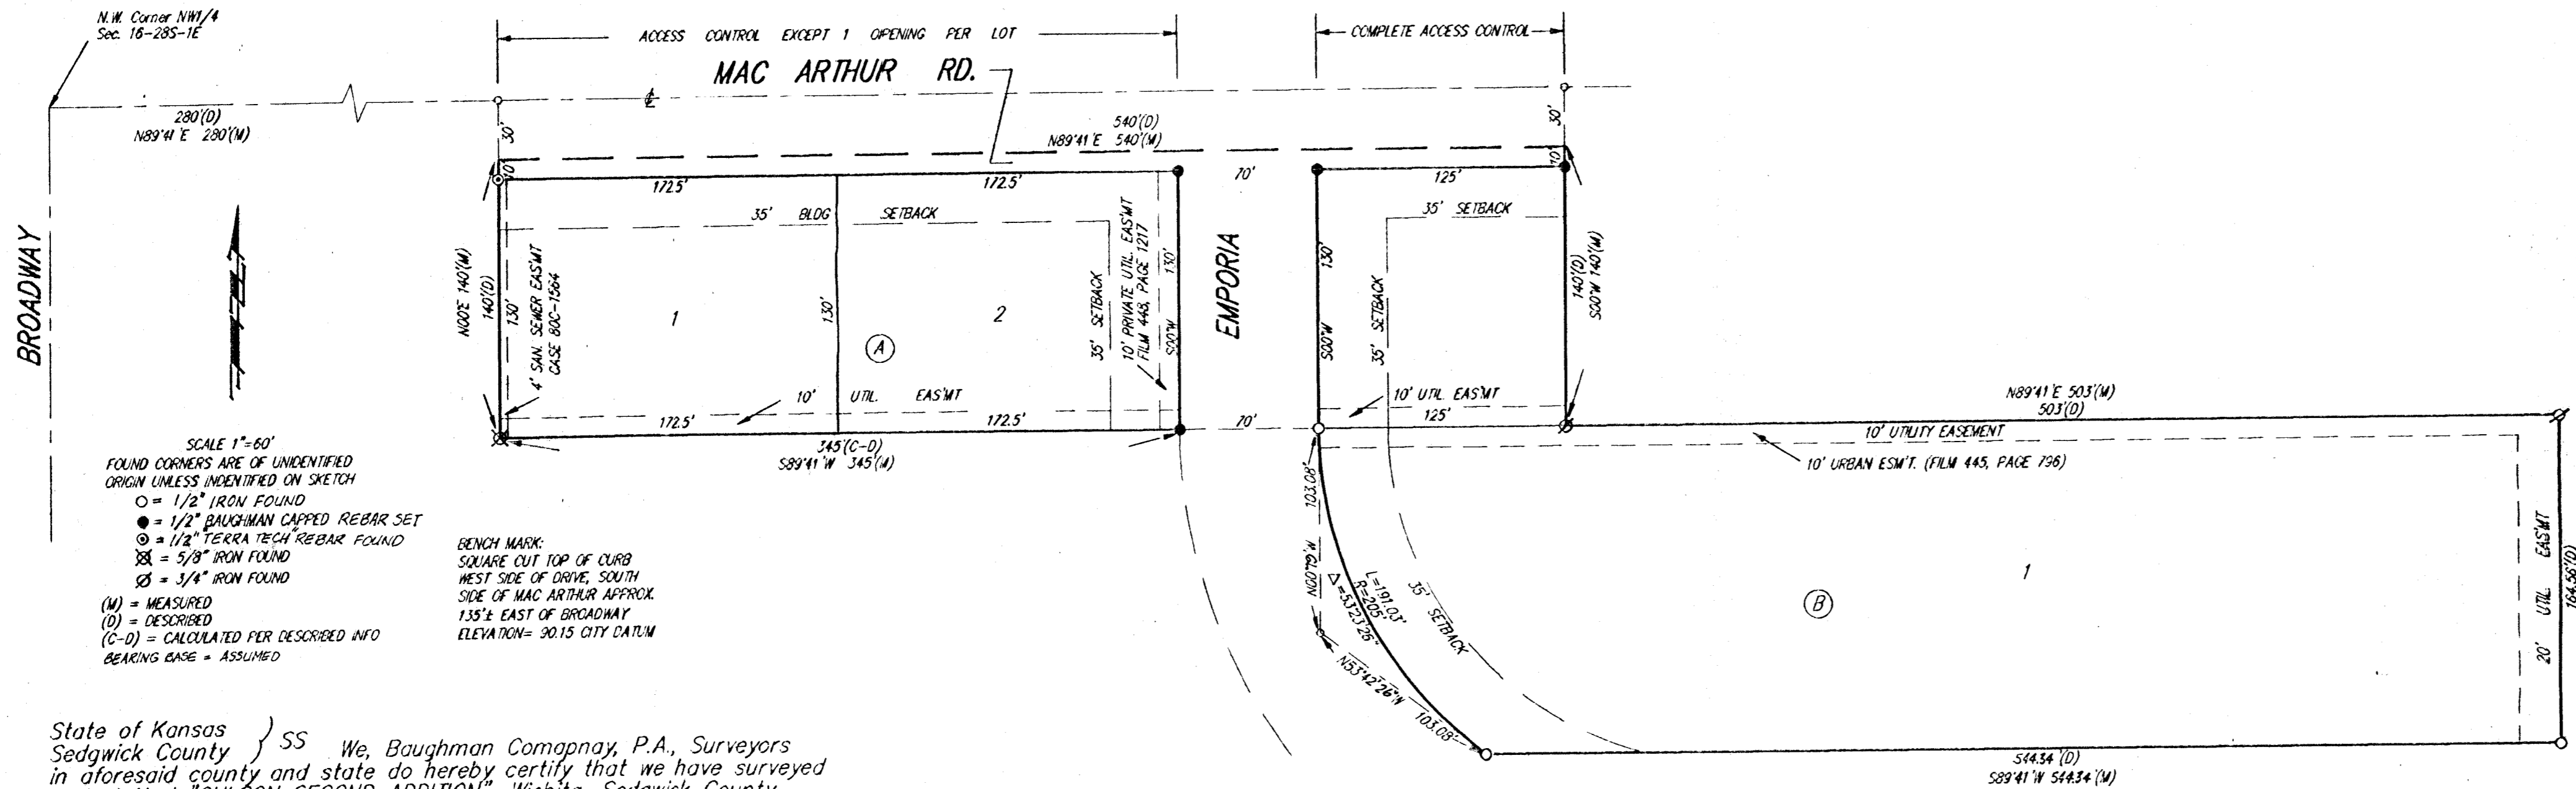 N.W. Corner NW1/4
Sec. 16-28S-1E
ACCESS CONTROL EXCEPT 1 OPENING PER LOT
COMPLETE ACCESS CONTROL
MAC ARTHUR RD.
280'(D)
N89°41'E 280'(M)
30'
540'(D)
N89°41'E 540'(M)
30'
10'
10'
172.5'
172.5'
70'
125'
35' BLDG SETBACK
35' SETBACK
BROADWAY
N00°E 140'(M)
140'(D)
130'
4' SAN. SEWER EAS'MT
CASE 80C-1564
1
130'
2
A
35' SETBACK
10' PRIVATE UTIL. EAS'MT
FILM 448, PAGE 1217
130'
S00°W
EMPORIA
130'
S00°W
35' SETBACK
140'(D)
S00°W 140'(M)
10' UTIL. EAS'MT
10' UTIL. EAS'MT
172.5'
172.5'
70'
125'
345'(C-D)
S89°41'W 345'(M)
N89°41'E 503'(M)
503'(D)
10' UTILITY EASEMENT
10' URBAN ESM'T. (FILM 445, PAGE 796)
SCALE 1"=60'
FOUND CORNERS ARE OF UNIDENTIFIED
ORIGIN UNLESS INDENTIFIED ON SKETCH
= 1/2" IRON FOUND
= 1/2" BAUGHMAN CAPPED REBAR SET
= 1/2" "TERRA TECH" REBAR FOUND
= 5/8" IRON FOUND
= 3/4" IRON FOUND
(M) = MEASURED
(D) = DESCRIBED
(C-D) = CALCULATED PER DESCRIBED INFO
BEARING BASE = ASSUMED
BENCH MARK:
SQUARE CUT TOP OF CURB
WEST SIDE OF DRIVE, SOUTH
SIDE OF MAC ARTHUR APPROX.
135'± EAST OF BROADWAY
ELEVATION= 90.15 CITY DATUM
N00°19'W 103.08'
L=191.03'
R=205'
Δ=53°23'26"
35' SETBACK
N53°42'26"W 103.08'
B
1
20' UTIL EAS'MT
164.56'(D)
544.34'(D)
S89°41'W 544.34'(M)
State of Kansas
Sedgwick County } SS We, Baughman Comapnay, P.A., Surveyors
in aforesaid county and state do hereby certify that we have surveyed
SECOND ADDITION", Wichita, Sedgwick County,